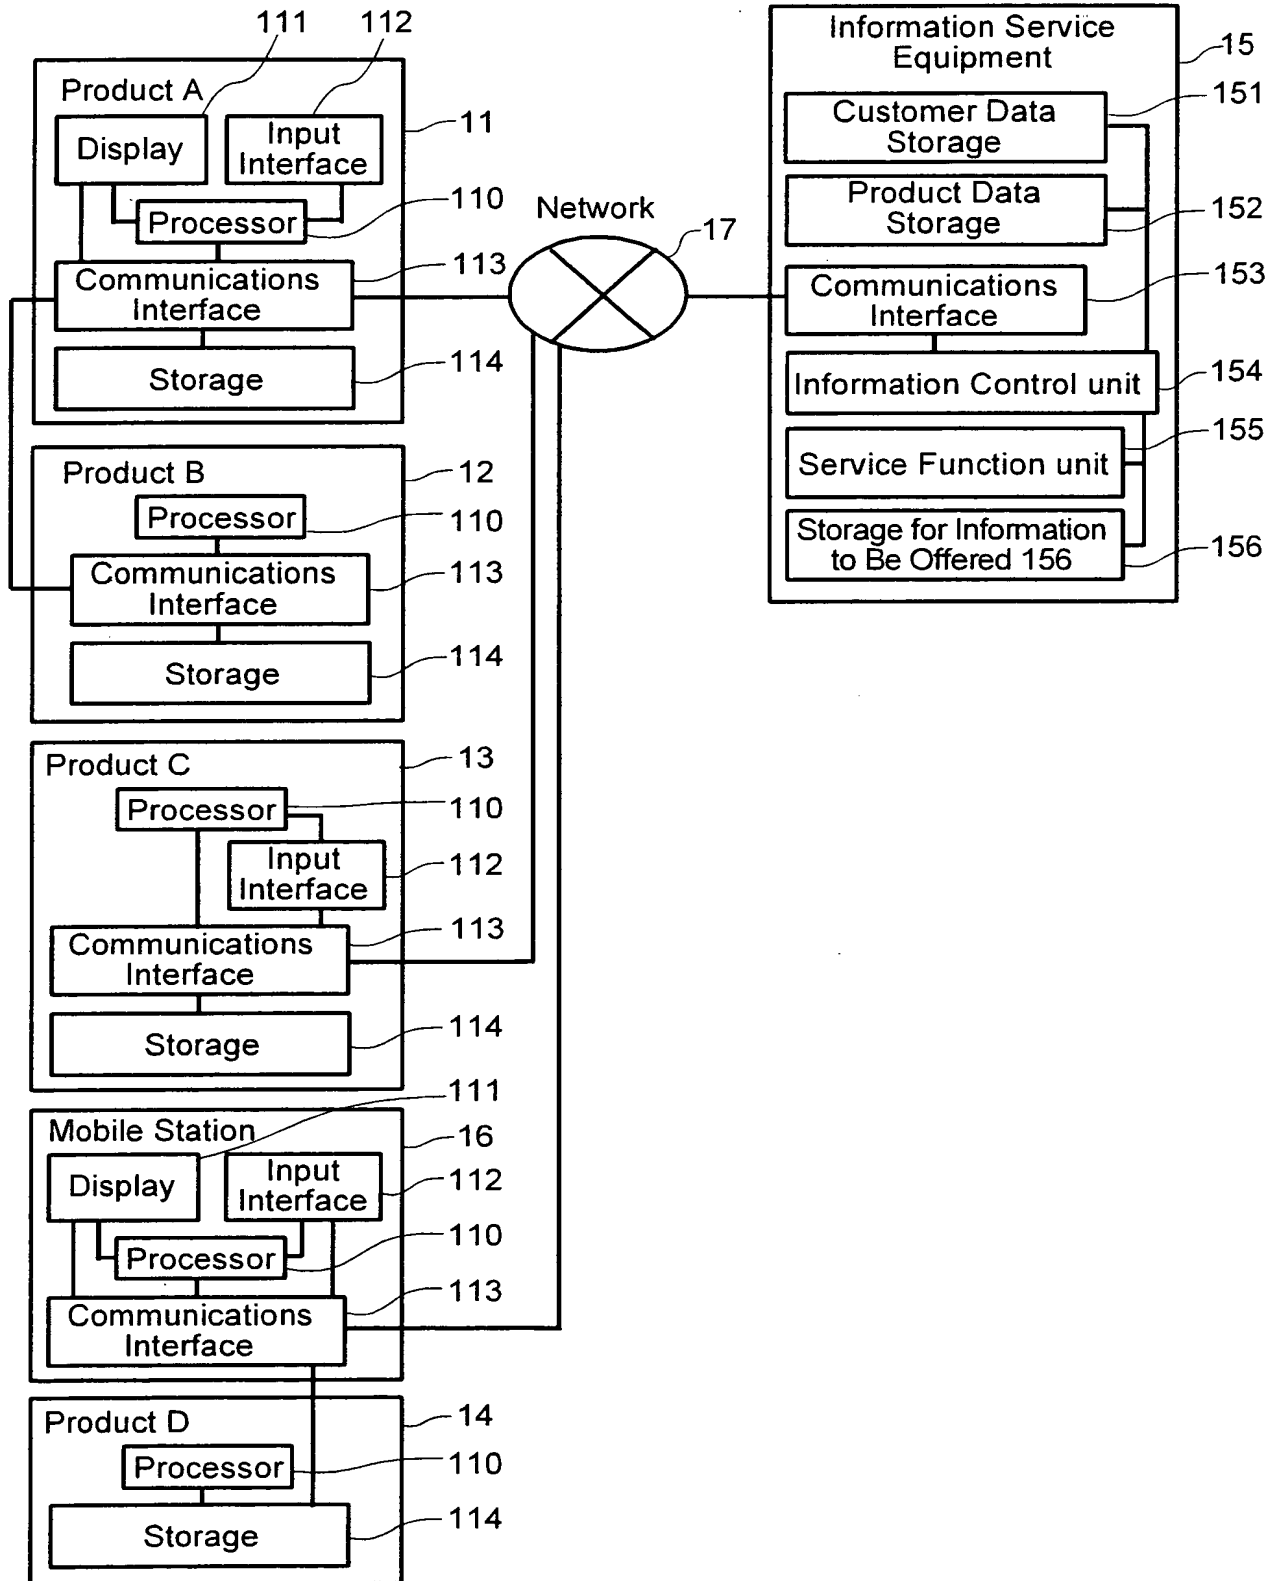 111
112
Product A
11
Display
Input
Interface
Processor
110
Communications
Interface
113
Storage
114
Product B
12
Processor
110
Communications
Interface
113
Storage
114
Product C
13
Processor
110
Input
Interface
112
Communications
Interface
113
Storage
114
111
Mobile Station
16
Display
Input
Interface
112
Processor
110
Communications
Interface
113
Product D
14
Processor
110
Storage
114
Network
17
Information Service
Equipment
15
Customer Data
Storage
151
Product Data
Storage
152
Communications
Interface
153
Information Control unit
154
Service Function unit
155
Storage for Information
to Be Offered 156
156